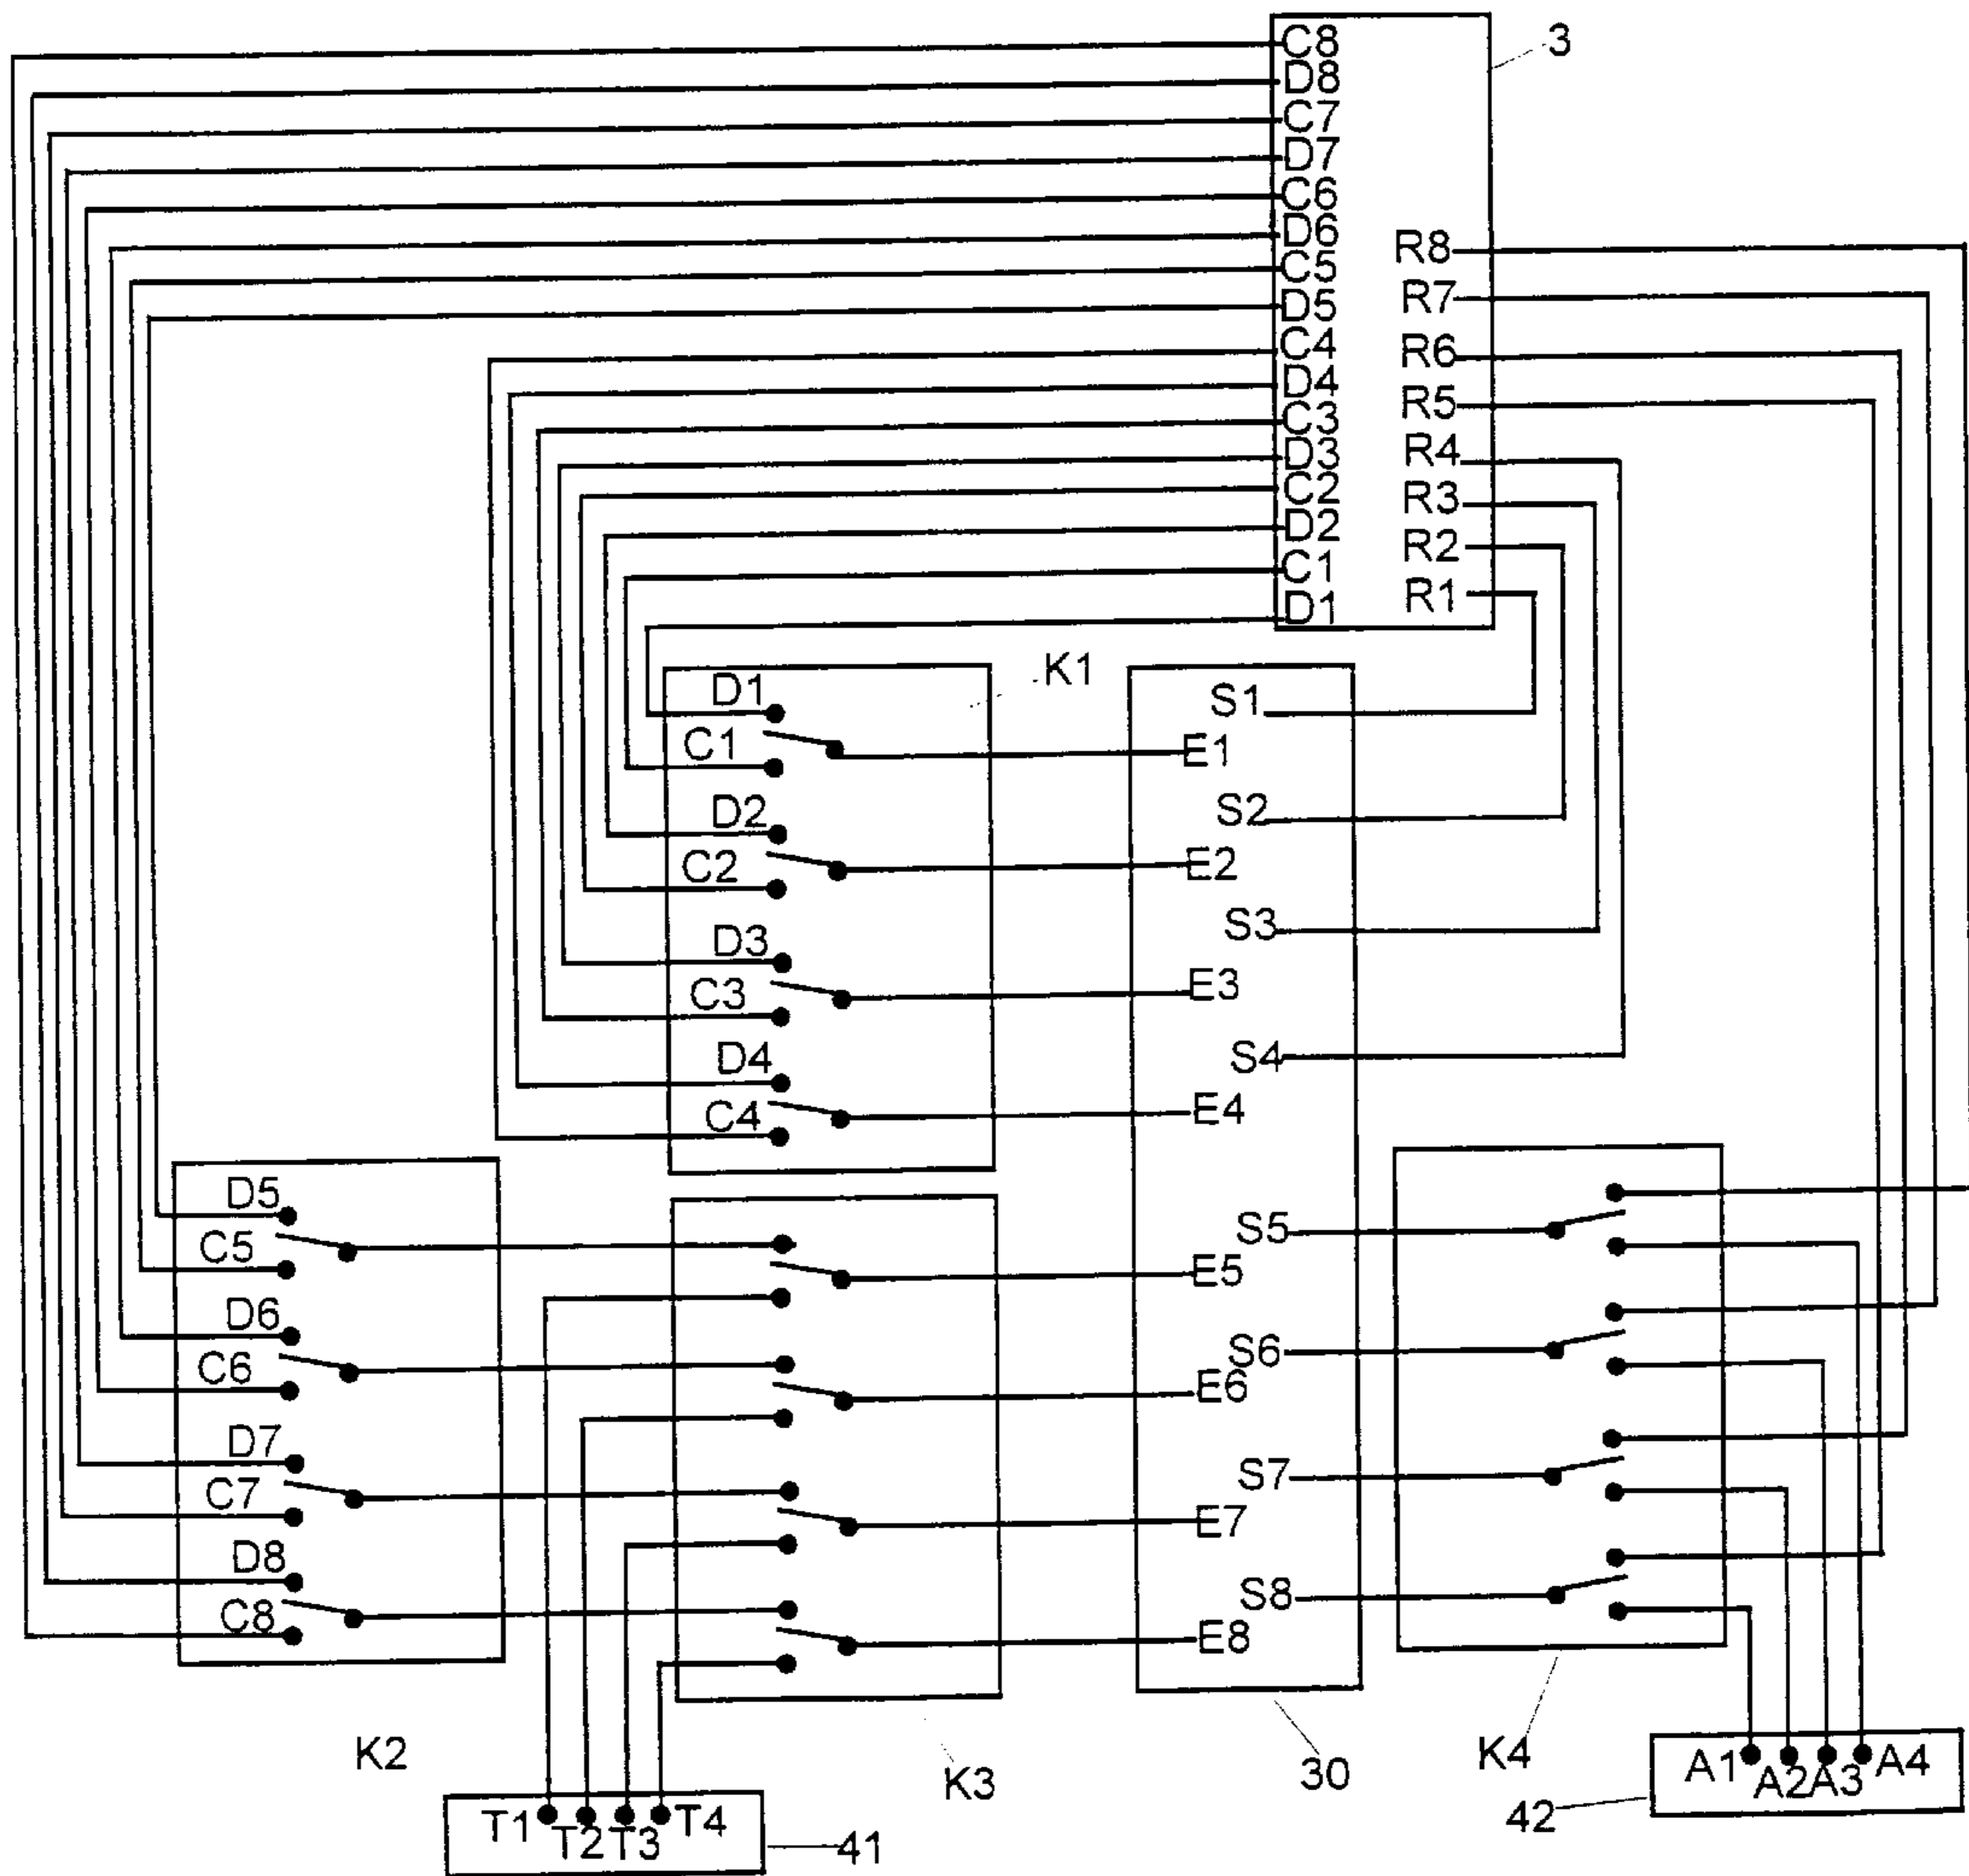 C8
3
D8
C7
D7
C6
D6
R8
C5
R7
D5
C4
R6
D4
R5
C3
D3
R4
C2
R3
D2
R2
C1
R1
D1
K1
D1
S1
C1
E1
D2
S2
C2
E2
D3
S3
C3
E3
D4
S4
C4
E4
D5
S5
C5
E5
D6
S6
C6
E6
D7
S7
C7
E7
D8
S8
C8
E8
K2
K3
30
K4
A1
A2
A3
A4
42
T1
T2
T3
T4
41